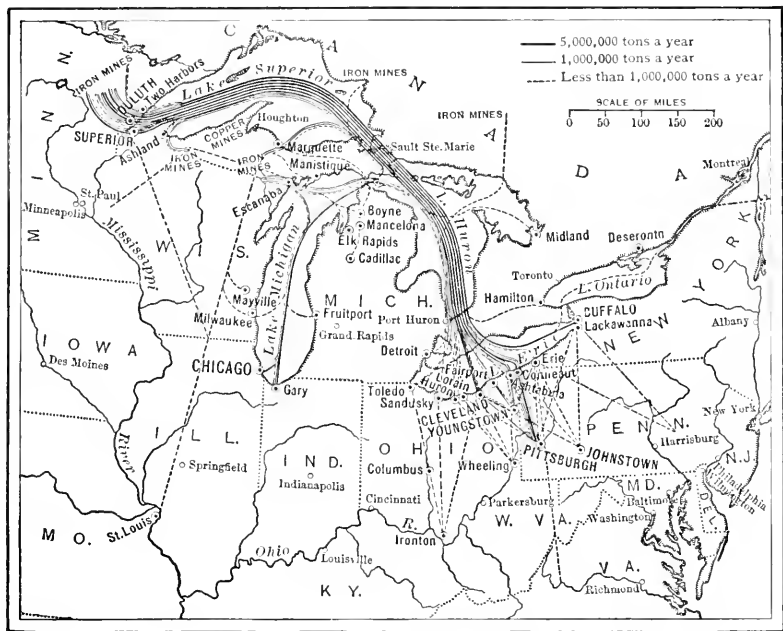 5,000,000 tons a year
1,000,000 tons a year
Less than 1,000,000 tons a year
SCALE OF MILES
0 50 100 150 200
CANADA
MINN.
IRON MINES
DULUTH
Two Harbors
Lake Superior
IRON MINES
IRON MINES
SUPERIOR
Ashland
COPPER MINES
Houghton
IRON MINES
IRON MINES
Marquette
Sault Ste. Marie
Manistique
Escanaba
St. Paul
Minneapolis
Mississippi
River
WIS.
Boyne
Mancelona
Elk Rapids
Cadillac
L. Huron
Midland
Deseronto
Montreal
Toronto
Hamilton
L. Ontario
NEW YORK
Lake Michigan
Mayville
Milwaukee
MICH.
Fruitport
Grand Rapids
Port Huron
CUFFALO
Lackawanna
Albany
IOWA
Des Moines
CHICAGO
Gary
Detroit
Erie
Fairport
Conneaut
Lorain
Ashtabula
Huron
Toledo
Sandusky
CLEVELAND
YOUNGSTOWN
PENN.
New York
Harrisburg
N.J.
ILL.
Springfield
IND.
Indianapolis
OHIO
Columbus
Wheeling
PITTSBURGH
JOHNSTOWN
Philadelphia
Wilmington
MD.
Baltimore
DEL.
Cincinnati
Parkersburg
Washington
W. VA.
MO.
St. Louis
Ohio R.
Louisville
Ironton
KY.
VA.
Richmond